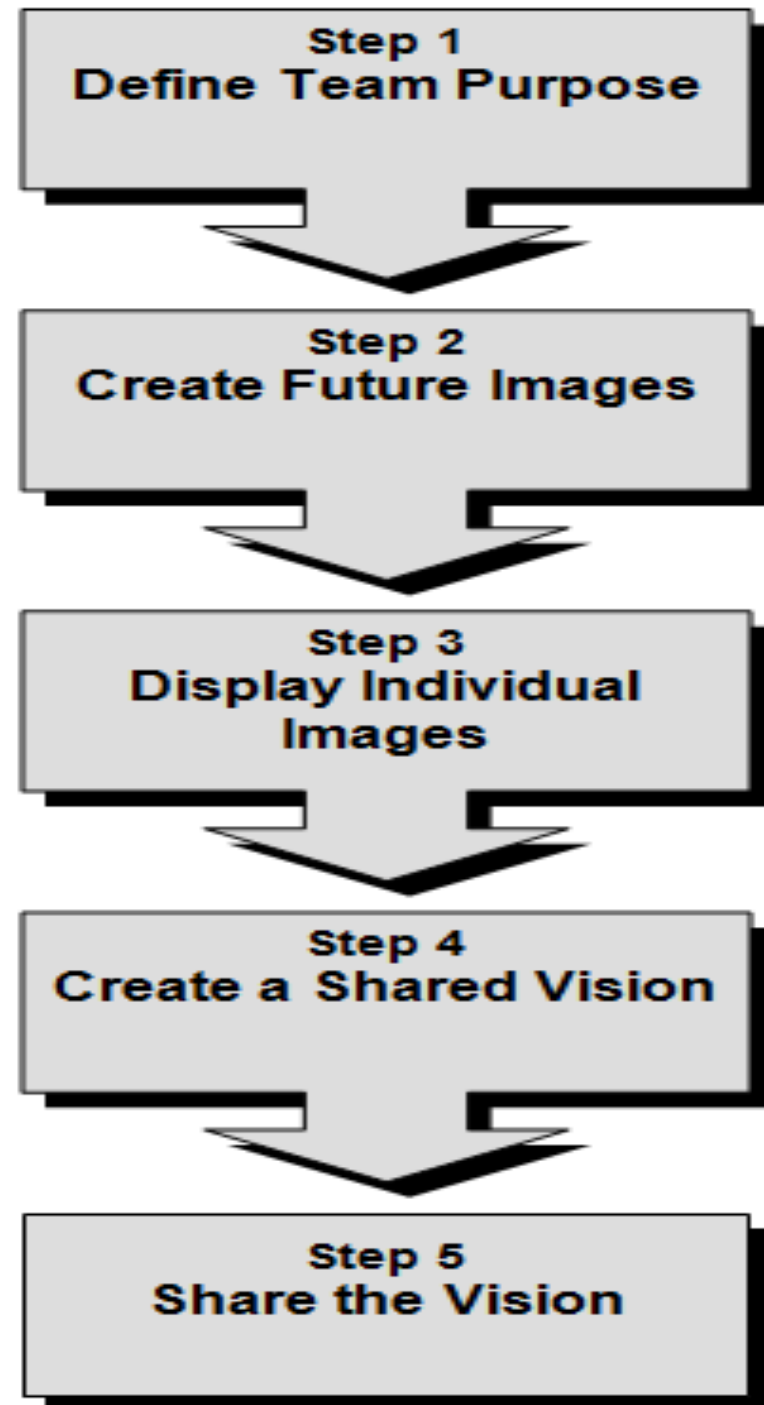 Step 1
Define Team Purpose
Step 2
Create Future Images
Step 3
Display Individual
Images
Step 4
Create a Shared Vision
Step 5
Share the Vision